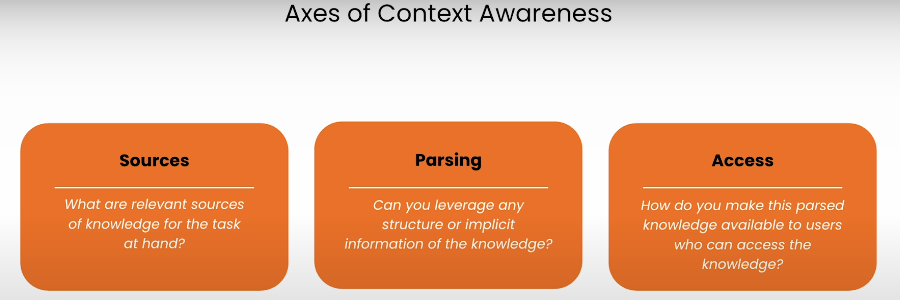 Axes of Context Awareness
Sources
What are relevant sources
of knowledge for the task
at hand?
Parsing
Can you leverage any
structure or implicit
information of the knowledge?
Access
How do you make this parsed
knowledge available to users
who can access the
knowledge?